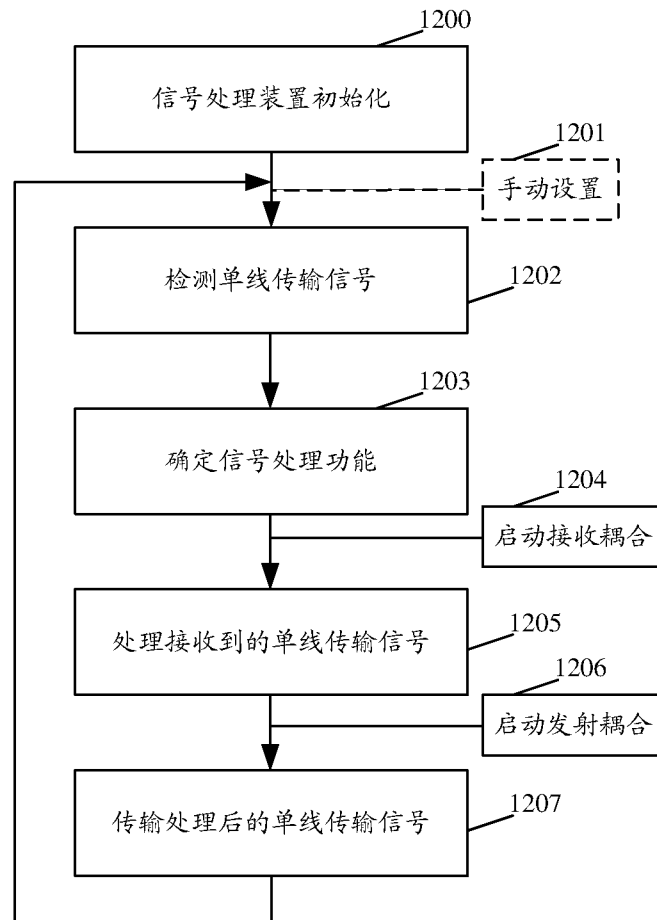 1200
信号处理装置初始化
1201
手动设置
检测单线传输信号
1202
1203
确定信号处理功能
1204
启动接收耦合
处理接收到的单线传输信号
1205
1206
启动发射耦合
传输处理后的单线传输信号
1207